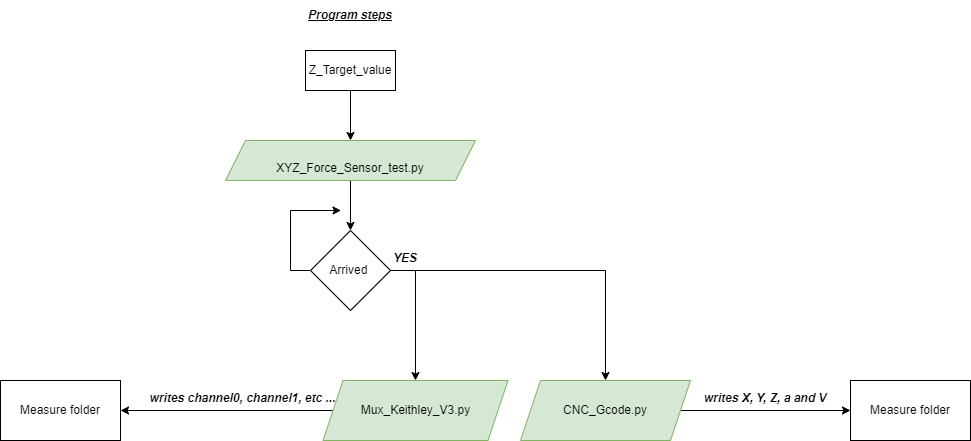 Program steps
Z_Target_value
XYZ_Force_Sensor_test.py
YES
Arrived
writes channel0, channel1, etc ...
writes X, Y, Z, a and V
Measure folder
Mux_Keithley_V3.py
CNC_Gcode.py
Measure folder